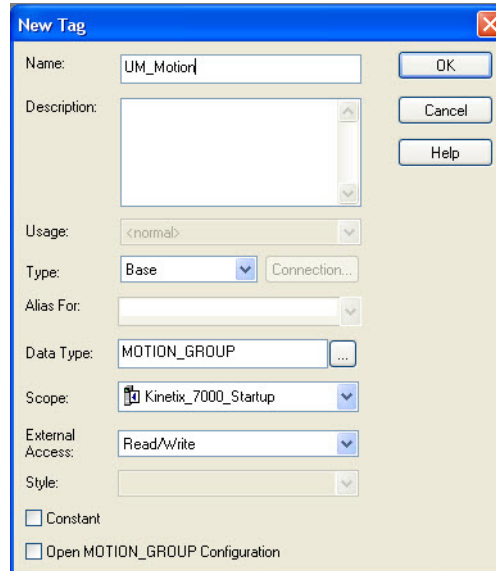 New Tag
Name:
UM_Motion
OK
Description:
Cancel
Help
Usage:
<normal>
Type:
Base
Connection...
Alias For:
Data Type:
MOTION_GROUP
...
Scope:
Kinetix_7000_Startup
External
Access:
Read/Write
Style:
Constant
Open MOTION_GROUP Configuration